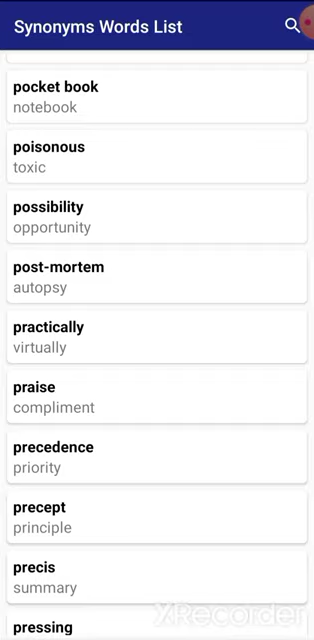 Synonyms Words List
pocket book
notebook
poisonous
toxic
possibility
opportunity
post-mortem
autopsy
practically
virtually
praise
compliment
precedence
priority
precept
principle
precis
summary
pressing
XRecorder